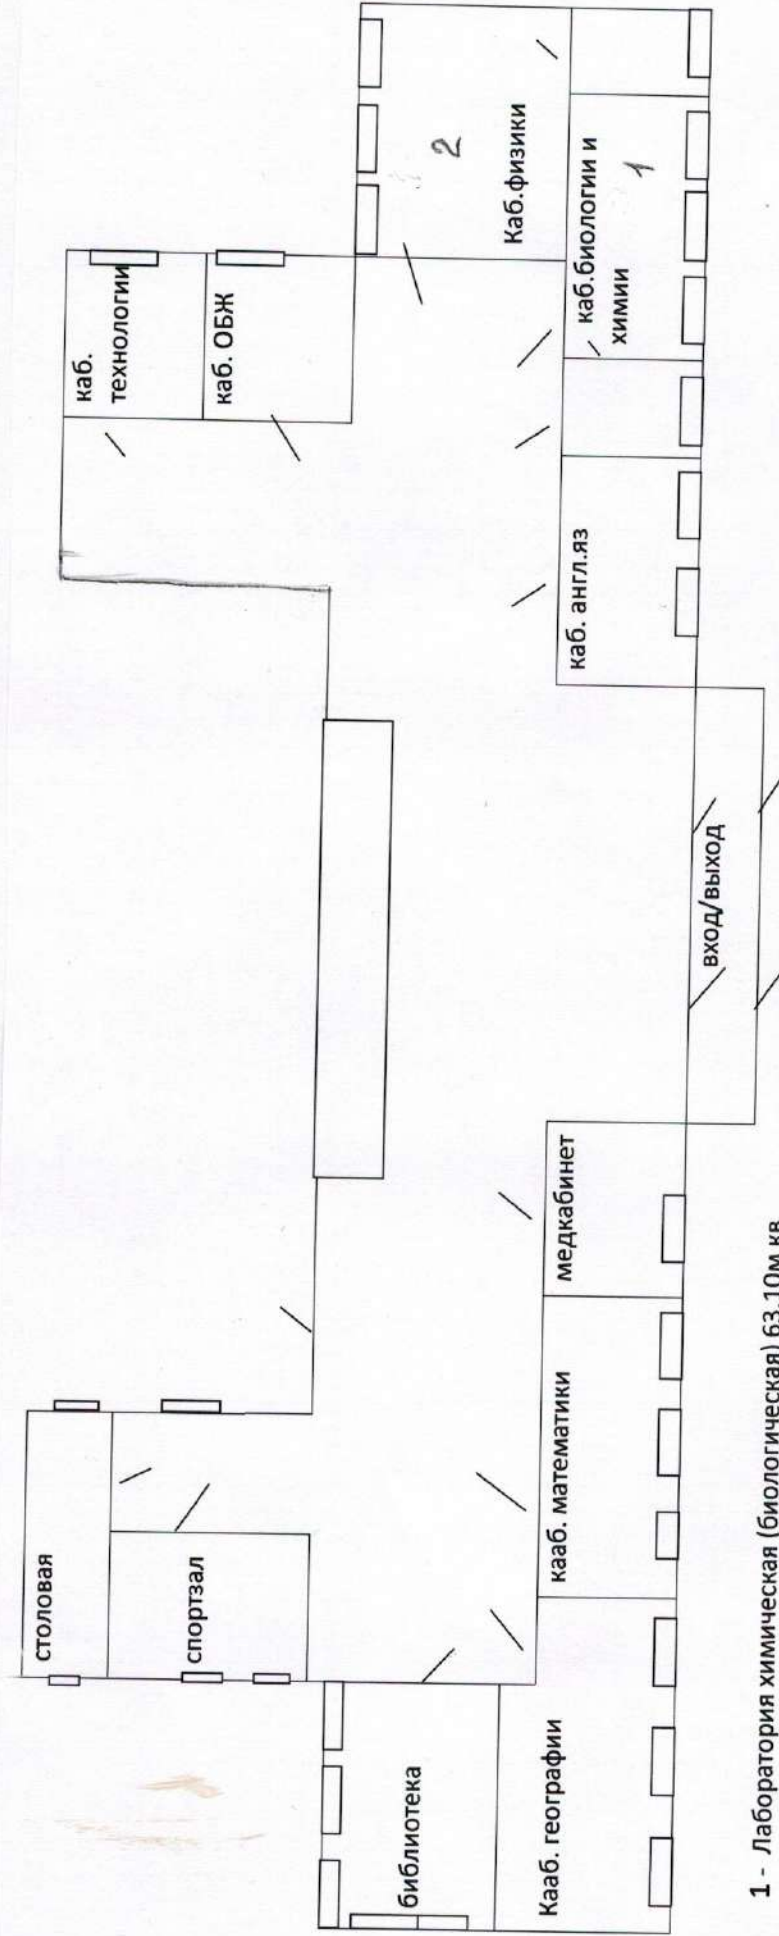 столовая
спортзал
библиотека
Кааб. географии
кааб. математики
медкабинет
вход/выход
каб. англ.яз
каб.
технологии
каб. ОБЖ
2
Каб.физики
каб.биологии и
химии
1
1 - Лаборатория химическая (биологическая) 63,10м.кв